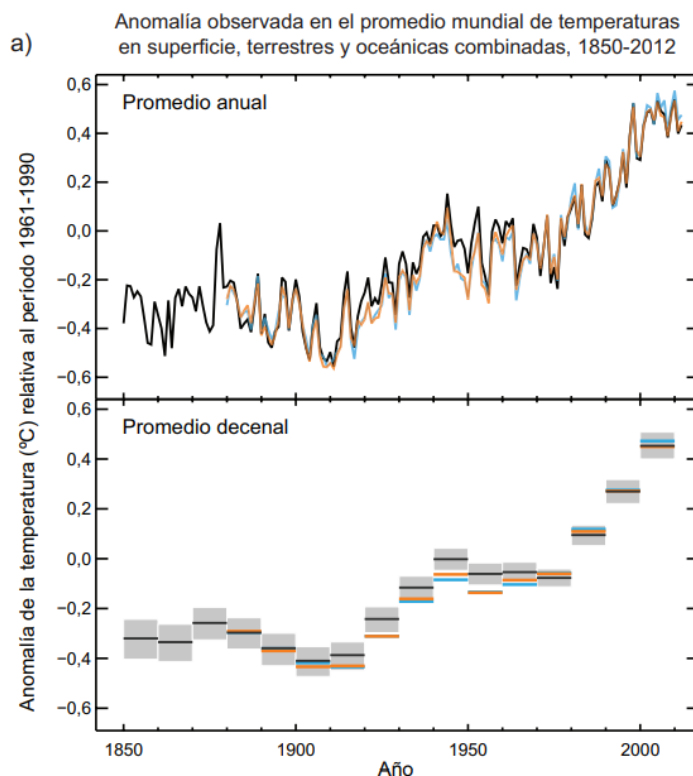 Anomalía observada en el promedio mundial de temperaturas
en superficie, terrestres y oceánicas combinadas, 1850-2012
a)
Anomalía de la temperatura (ºC) relativa al período 1961-1990
Promedio anual
0,6
0,4
0,2
0,0
−0,2
−0,4
−0,6
Promedio decenal
0,6
0,4
0,2
0,0
−0,2
−0,4
−0,6
1850
1900
1950
2000
Año